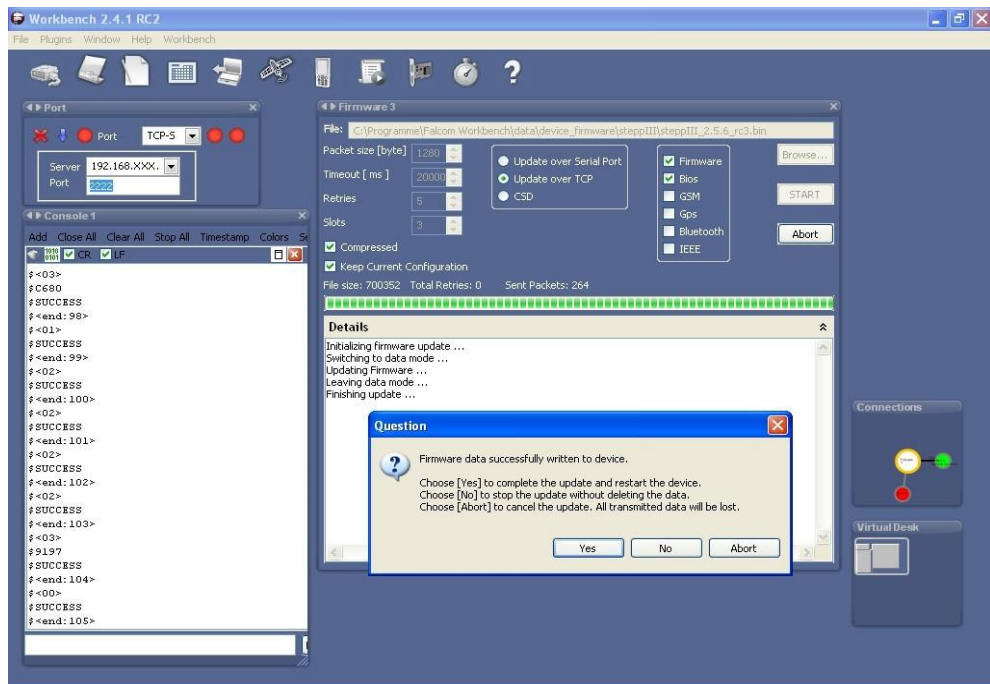 Workbench 2.4.1 RC2
File Plugins Window Help Workbench
Port
Port TCP-S
Server 192.168.XXX.
Port 2222
Console 1
Add Close All Clear All Stop All Timestamp Colors Se
CR LF
$<03>
$C680
$SUCCESS
$<end:98>
$<01>
$SUCCESS
$<end:99>
$<02>
$SUCCESS
$<end:100>
$<02>
$SUCCESS
$<end:101>
$<02>
$SUCCESS
$<end:102>
$<02>
$SUCCESS
$<end:103>
$<03>
$9197
$SUCCESS
$<end:104>
$<00>
$SUCCESS
$<end:105>
Firmware 3
File: C:\Programme\Falcom Workbench\data\device_firmware\steppIII\steppIII_2.5.6_rc3.bin
Packet size [byte] 1280
Timeout [ ms ] 20000
Retries 5
Slots 3
Compressed
Keep Current Configuration
Update over Serial Port
Update over TCP
CSD
Firmware
Bios
GSM
Gps
Bluetooth
IEEE
Browse...
START
Abort
File size: 700352 Total Retries: 0 Sent Packets: 264
Details
Initializing firmware update ...
Switching to data mode ...
Updating Firmware ...
Leaving data mode ...
Finishing update ...
Question
Firmware data successfully written to device.
Choose [Yes] to complete the update and restart the device.
Choose [No] to stop the update without deleting the data.
Choose [Abort] to cancel the update. All transmitted data will be lost.
Yes No Abort
Connections
Virtual Desk